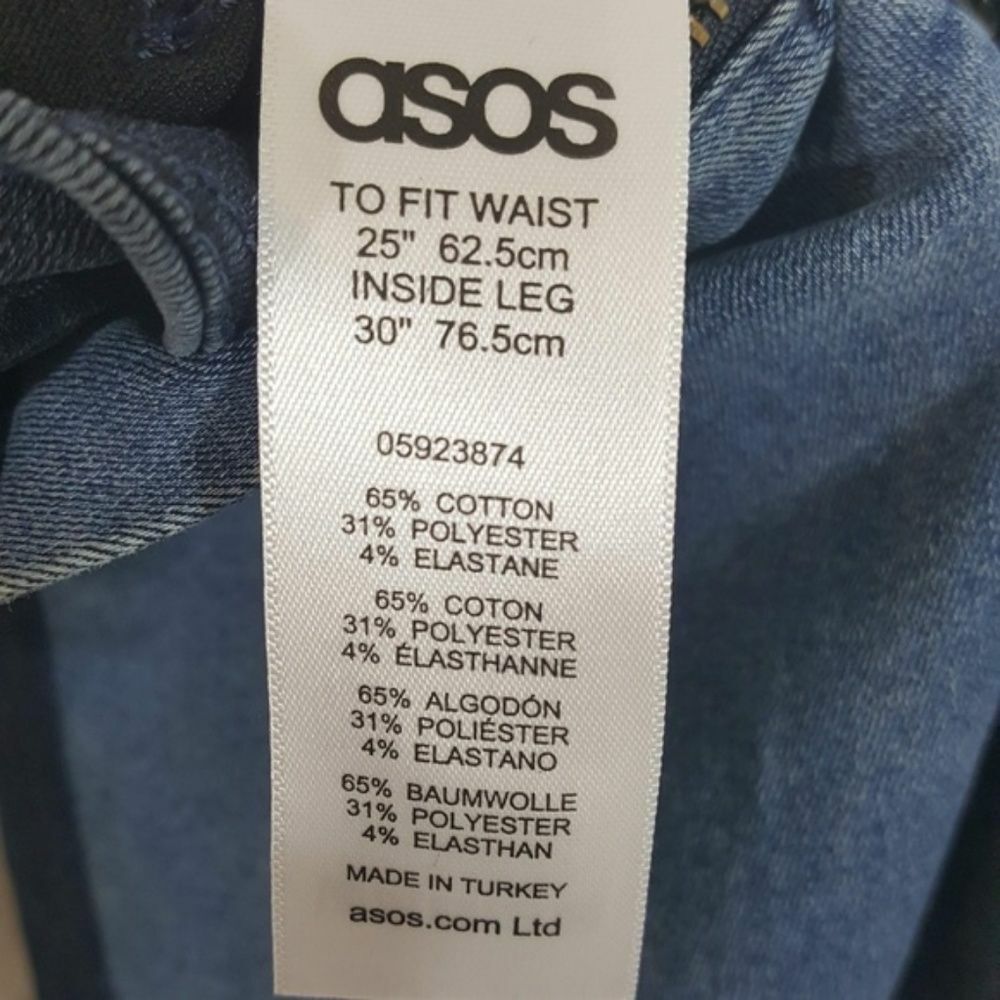 asos
TO FIT WAIST
25" 62.5cm
INSIDE LEG
30" 76.5cm
05923874
65% COTTON
31% POLYESTER
4% ELASTANE
65% COTON
31% POLYESTER
4% ÉLASTHANNE
65% ALGODÓN
31% POLIÉSTER
4% ELASTANO
65% BAUMWOLLE
31% POLYESTER
4% ELASTHAN
MADE IN TURKEY
asos.com Ltd